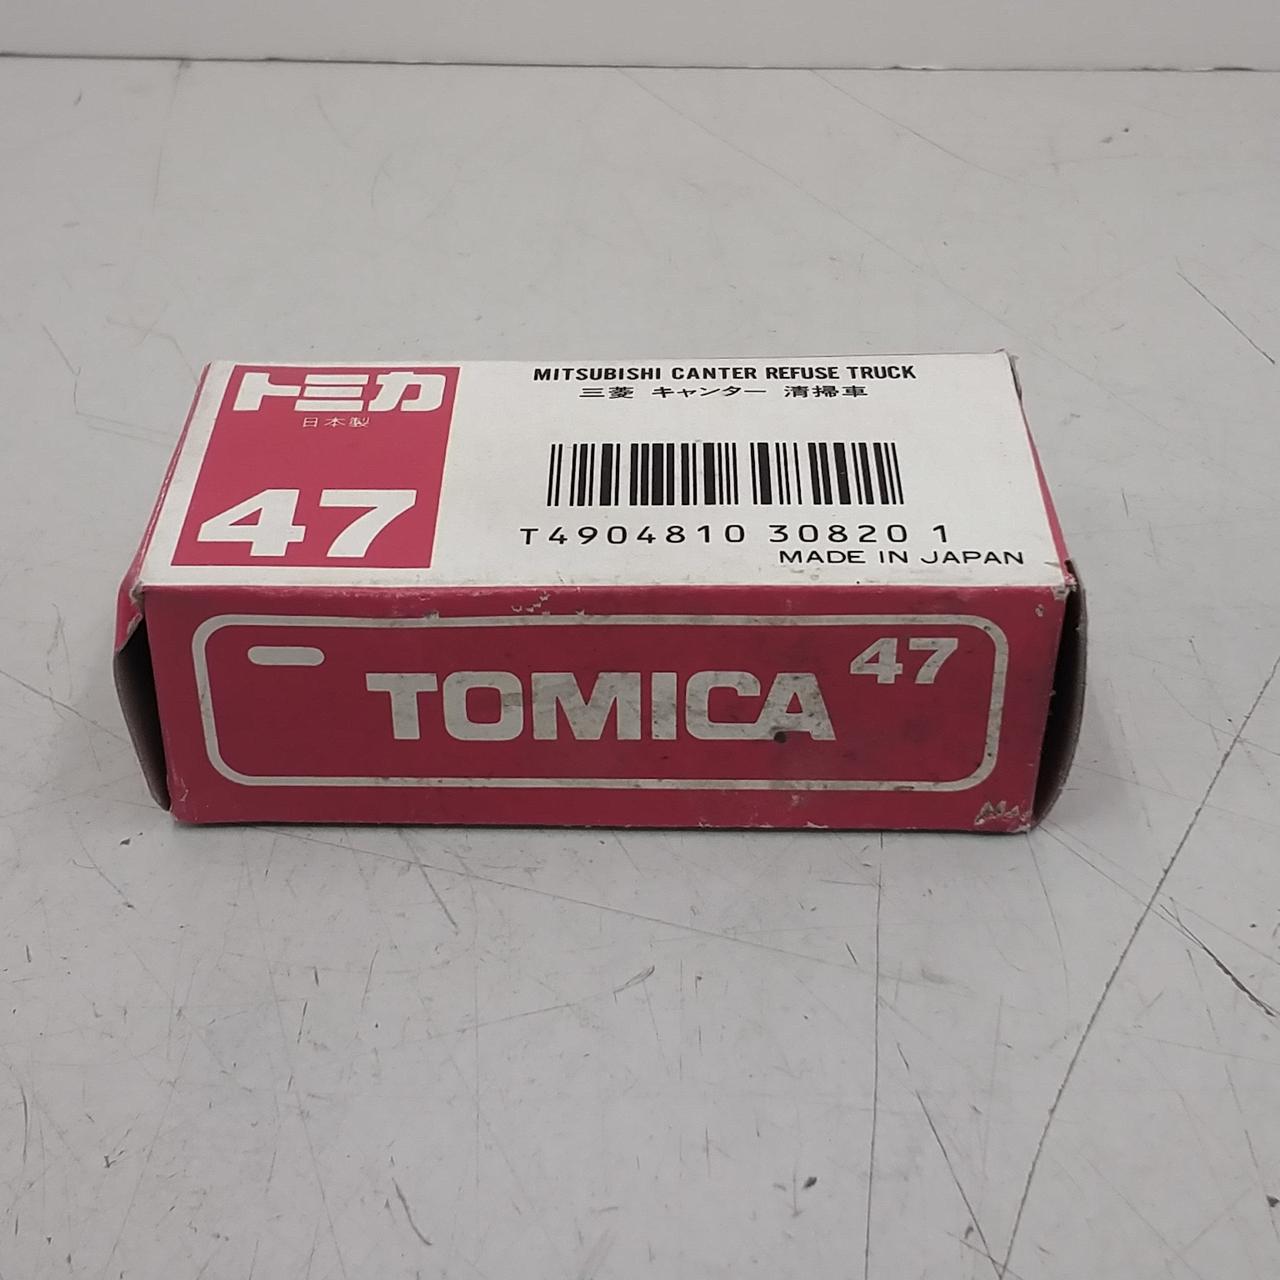 トミカ
日本製
47
MITSUBISHI CANTER REFUSE TRUCK
三菱 キャンター 清掃車
T4904810 30820 1
MADE IN JAPAN
TOMICA 47